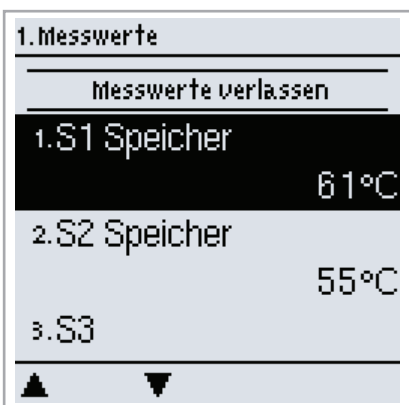 1.Messwerte
Messwerte verlassen
1.S1 Speicher
61°C
2.S2 Speicher
55°C
3.S3